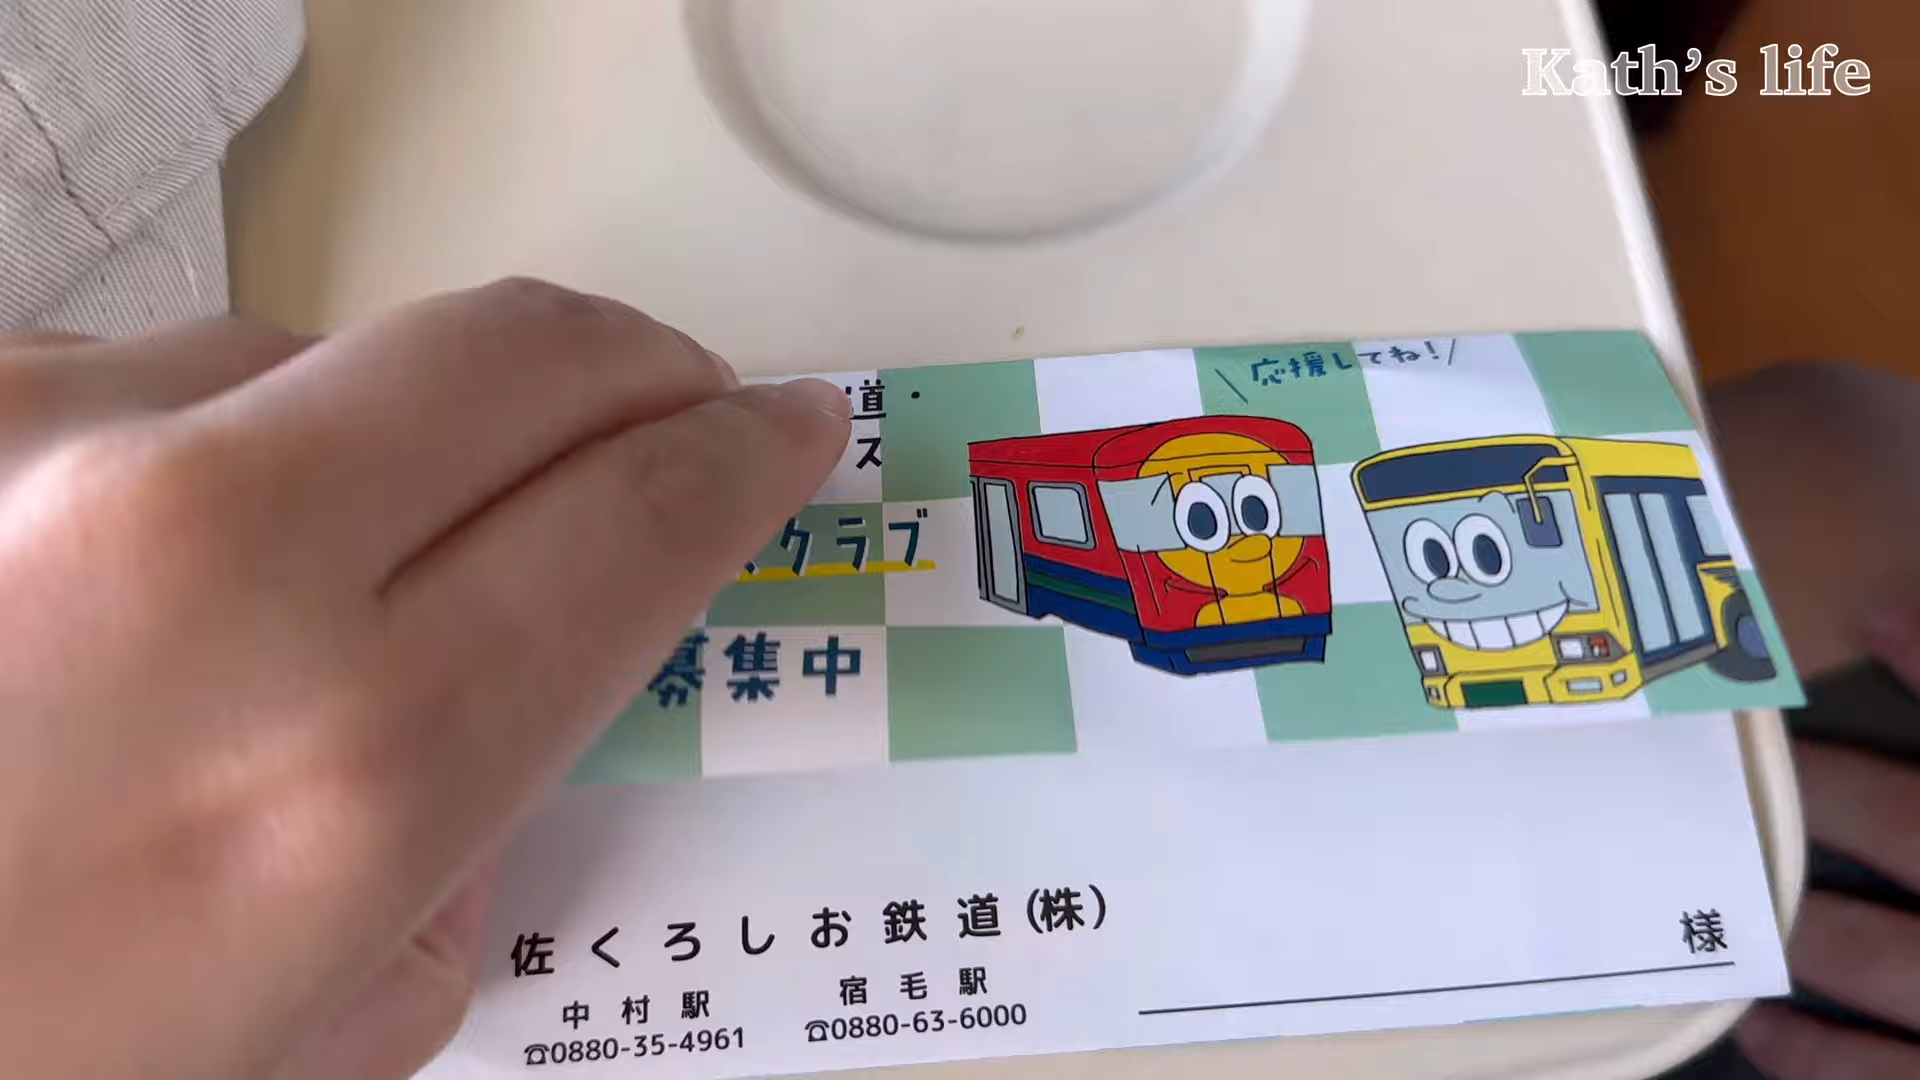 Kath's life
応援してね!
道・
ス
クラブ
募集中
佐くろしお鉄道(株)
様
中村駅
宿毛駅
☎0880-35-4961
☎0880-63-6000